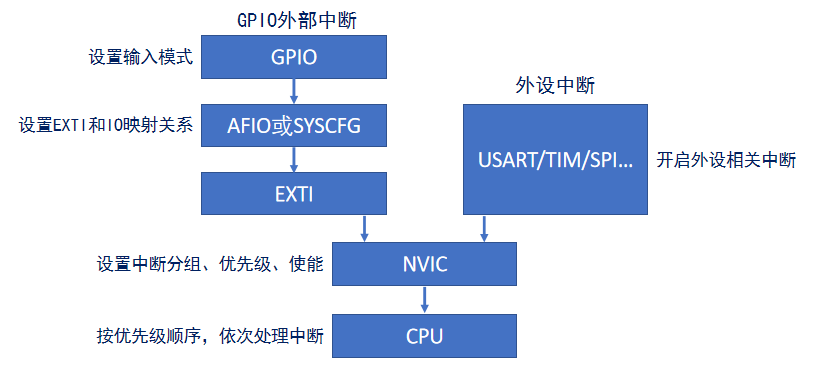 GPIO外部中断
设置输入模式
GPIO
外设中断
设置EXTI和IO映射关系
AFIO或SYSCFG
USART/TIM/SPI...
开启外设相关中断
EXTI
设置中断分组、优先级、使能
NVIC
按优先级顺序，依次处理中断
CPU